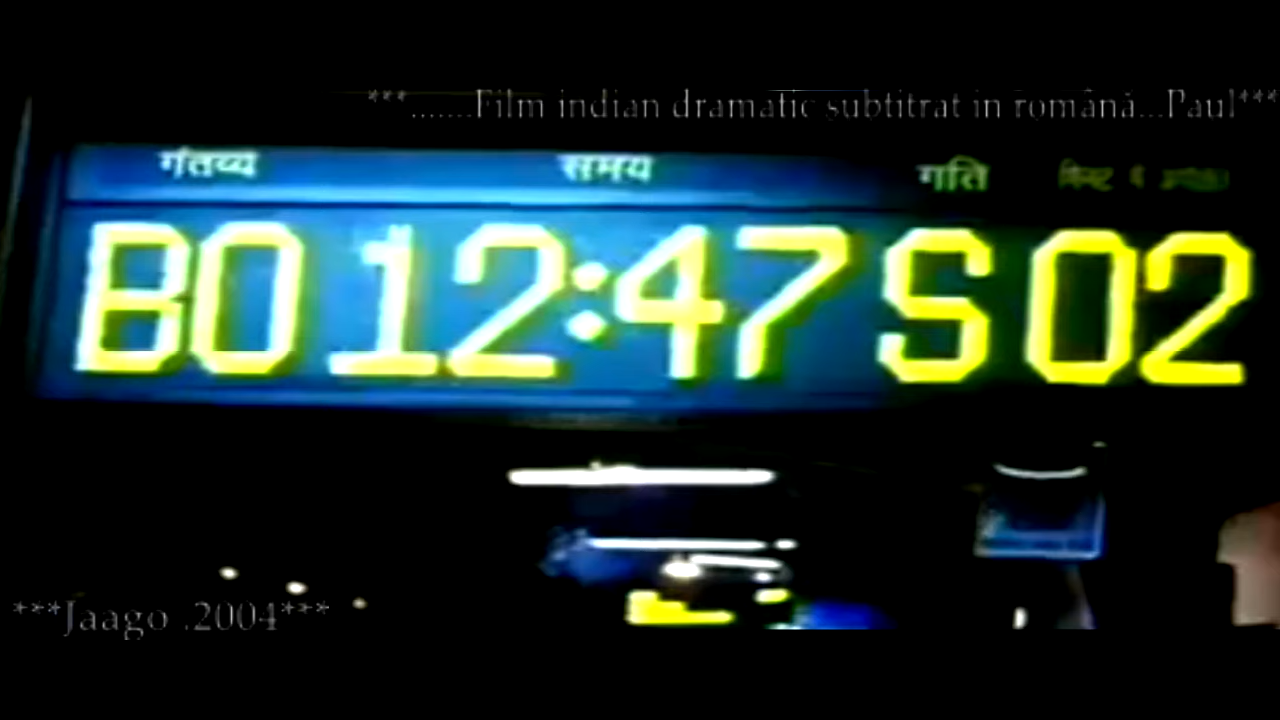 ***.......Film indian dramatic subtitrat in română...Paul***
गंतव्य समय गति
BO 12:47 S 02
***Jaago .2004***